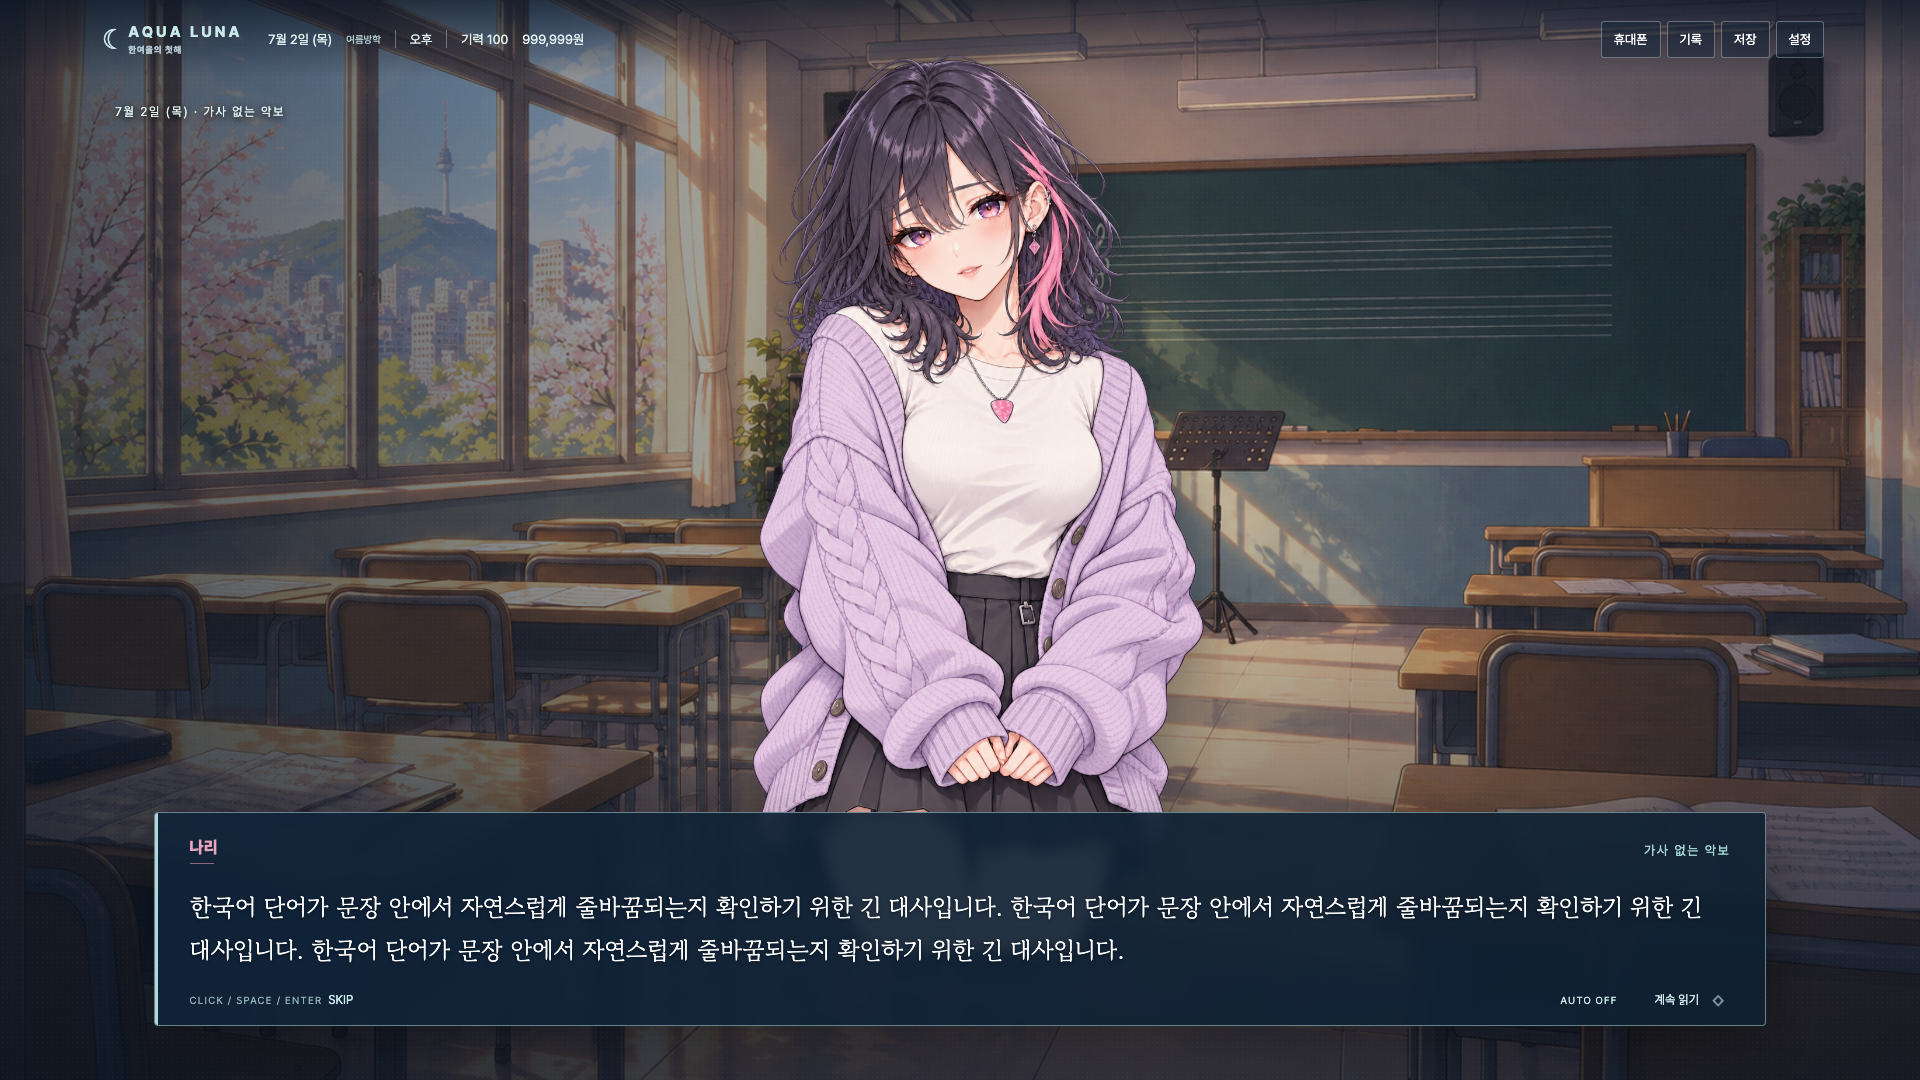 AQUA LUNA
한여울의 첫해
7월 2일 (목) 여름방학 오후 기력 100 999,999원
휴대폰 기록 저장 설정
7월 2일 (목) · 가사 없는 악보
나리
가사 없는 악보
한국어 단어가 문장 안에서 자연스럽게 줄바꿈되는지 확인하기 위한 긴 대사입니다. 한국어 단어가 문장 안에서 자연스럽게 줄바꿈되는지 확인하기 위한 긴
대사입니다. 한국어 단어가 문장 안에서 자연스럽게 줄바꿈되는지 확인하기 위한 긴 대사입니다.
CLICK / SPACE / ENTER SKIP
AUTO OFF 계속 읽기